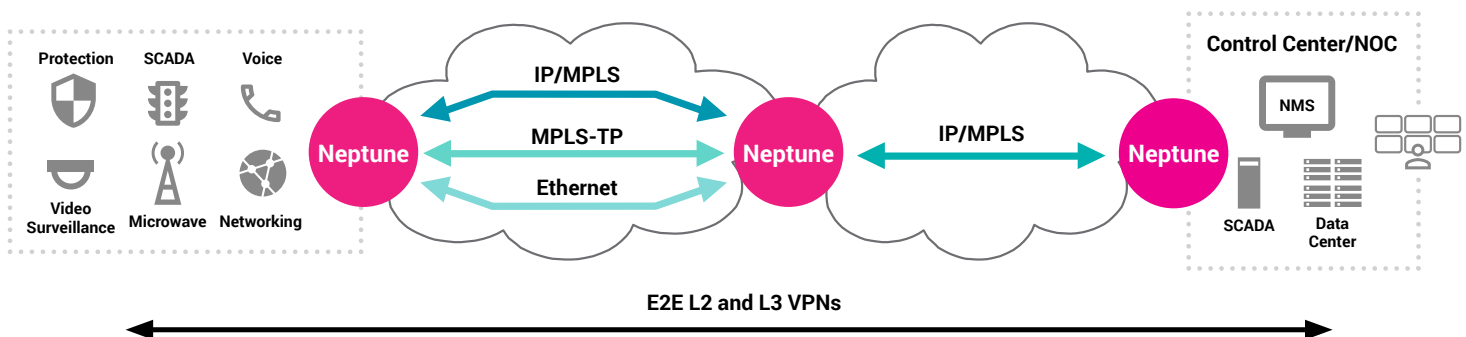 Protection
SCADA
Voice
Video
Surveillance
Microwave
Networking
Neptune
IP/MPLS
MPLS-TP
Ethernet
Neptune
IP/MPLS
Neptune
Control Center/NOC
NMS
SCADA
Data
Center
E2E L2 and L3 VPNs